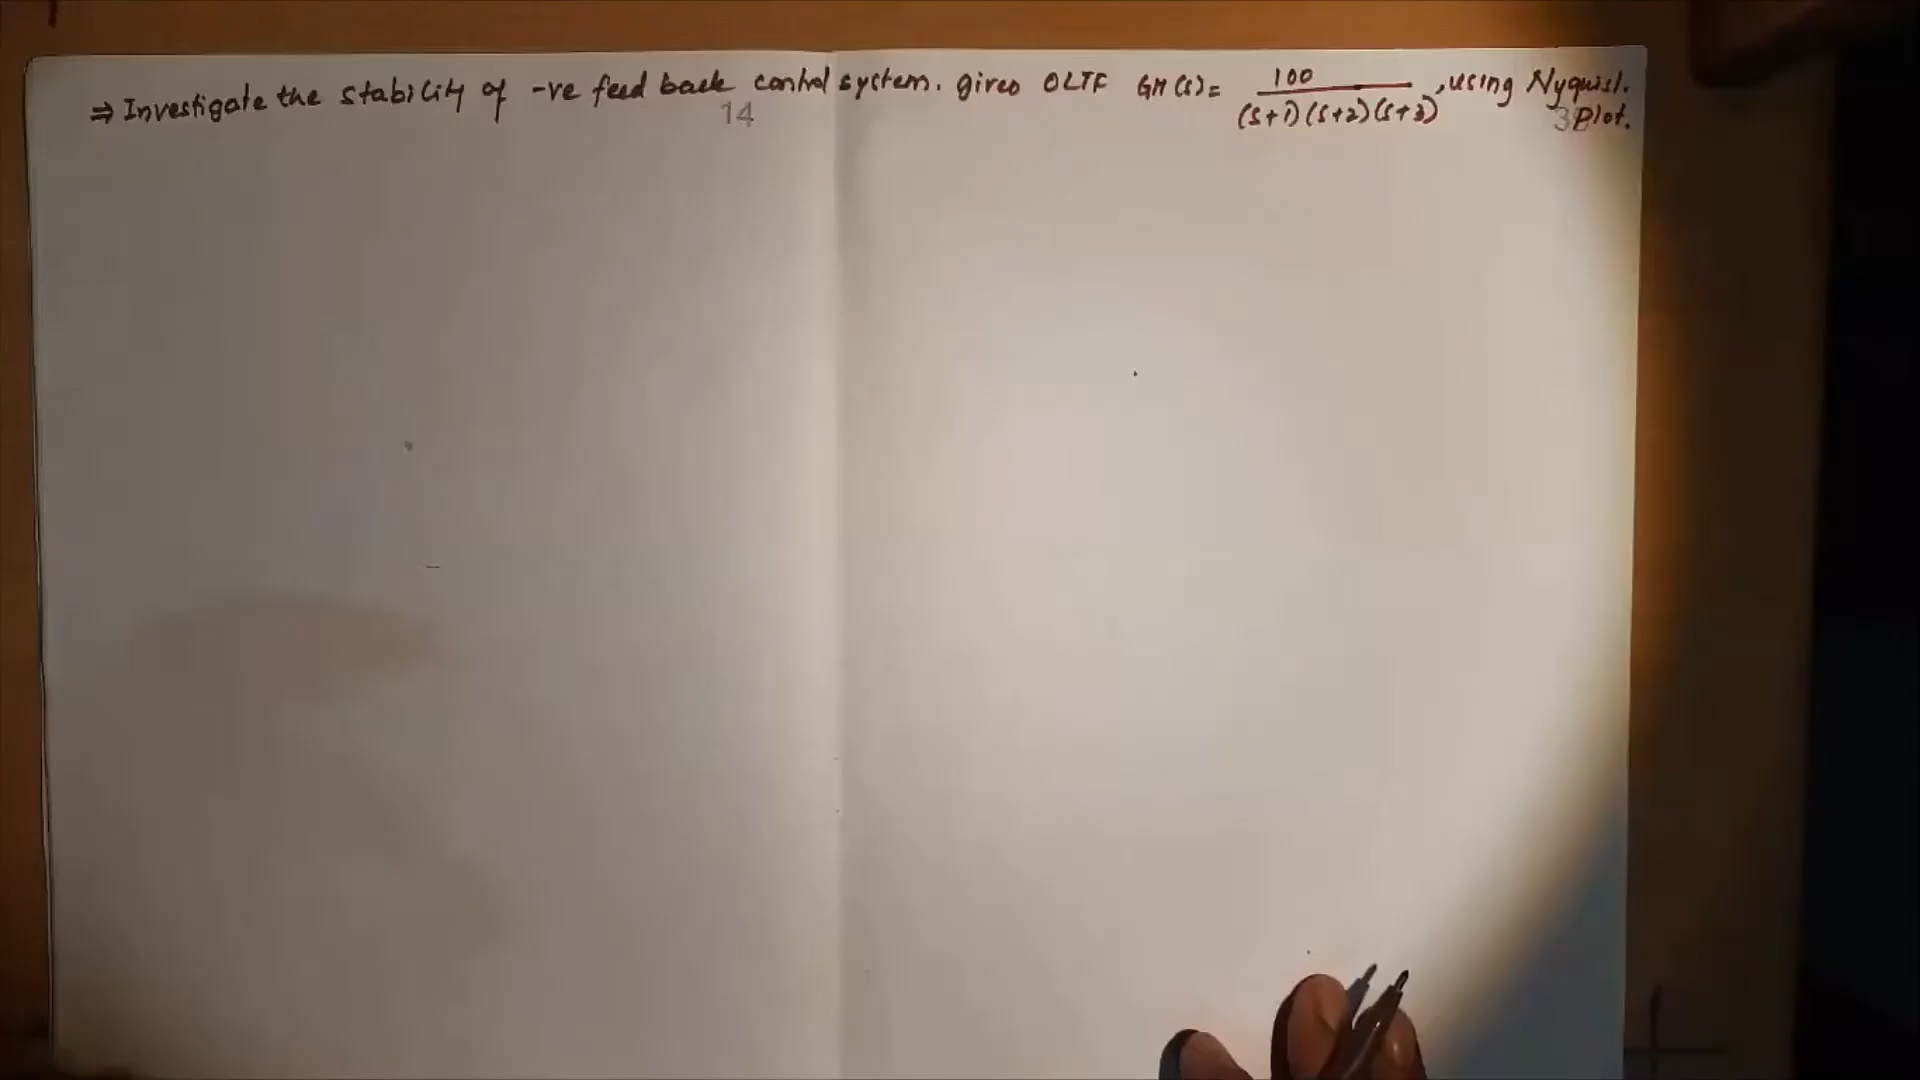 ⇒ Investigate the stability of -ve feed back control system. given OLTF GH(s)= 100 / (s+1)(s+2)(s+3) , using Nyquist.
Plot.
14